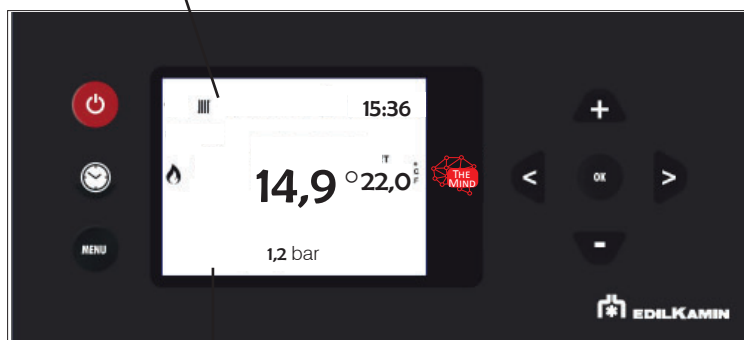 15:36
14,9 °22,0
1,2 bar
THE
MIND
MENU
+
<
OK
>
-
EDILKAMIN